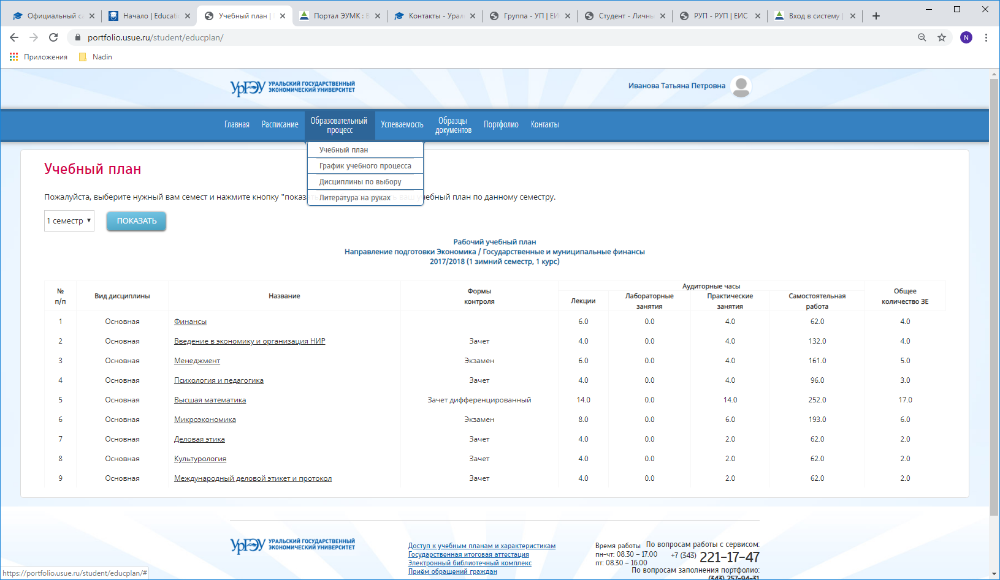 Официальный са
Начало | Educati
Учебный план |
Портал ЭУМК : В
Контакты - Урал
Группа - УП | ЕИ
Студент - Личны
РУП - РУП | ЕИС
Вход в систему |
portfolio.usue.ru/student/educplan/
N
Приложения
Nadin
УрГЭУ УРАЛЬСКИЙ ГОСУДАРСТВЕННЫЙ
ЭКОНОМИЧЕСКИЙ УНИВЕРСИТЕТ
Иванова Татьяна Петровна
Главная Расписание Образовательный процесс Успеваемость Образцы документов Портфолио Контакты
Учебный план
График учебного процесса
Дисциплины по выбору
Литература на руках
Учебный план
Пожалуйста, выберите нужный вам семест и нажмите кнопку "показат ваш учебный план по данному семестру.
1 семестр ПОКАЗАТЬ
Рабочий учебный план
Направление подготовки Экономика / Государственные и муниципальные финансы
2017/2018 (1 зимний семестр, 1 курс)
№ п/п Вид дисциплины Название Формы контроля Аудиторные часы Общее количество ЗЕ
Лекции Лабораторные занятия Практические занятия Самостоятельная работа
1 Основная Финансы 6.0 0.0 4.0 62.0 4.0
2 Основная Введение в экономику и организация НИР Зачет 4.0 0.0 4.0 132.0 4.0
3 Основная Менеджмент Экзамен 6.0 0.0 4.0 161.0 5.0
4 Основная Психология и педагогика Зачет 4.0 0.0 4.0 96.0 3.0
5 Основная Высшая математика Зачет дифференцированный 14.0 0.0 14.0 252.0 17.0
6 Основная Микроэкономика Экзамен 8.0 0.0 6.0 193.0 6.0
7 Основная Деловая этика Зачет 4.0 0.0 2.0 62.0 2.0
8 Основная Культурология Зачет 4.0 0.0 2.0 62.0 2.0
9 Основная Международный деловой этикет и протокол Зачет 4.0 0.0 2.0 62.0 2.0
УрГЭУ УРАЛЬСКИЙ ГОСУДАРСТВЕННЫЙ
ЭКОНОМИЧЕСКИЙ УНИВЕРСИТЕТ
Доступ к учебным планам и характеристикам
Государственная итоговая аттестация
Электронный библиотечный комплекс
Приём обращений граждан
Время работы
пн-чт: 08.30 – 17.00
пт: 08.30 – 16.00
По вопросам работы с сервисом:
+7 (343) 221-17-47
По вопросам заполнения портфолио:
(343) 257-94-31
https://portfolio.usue.ru/student/educplan/#